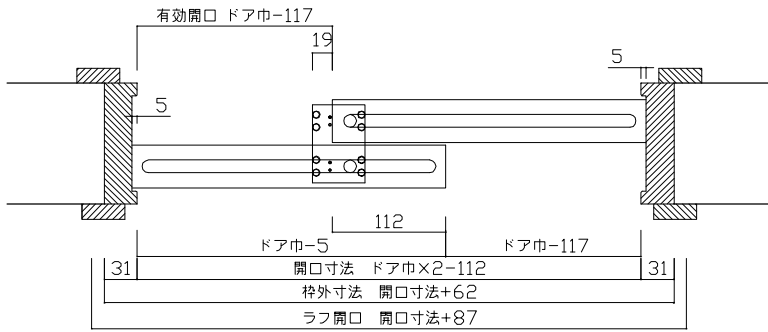 有効開口 ドア巾-117
19
5
5
112
ドア巾-5
ドア巾-117
31
開口寸法 ドア巾×2-112
31
枠外寸法 開口寸法+62
ラフ開口 開口寸法+87